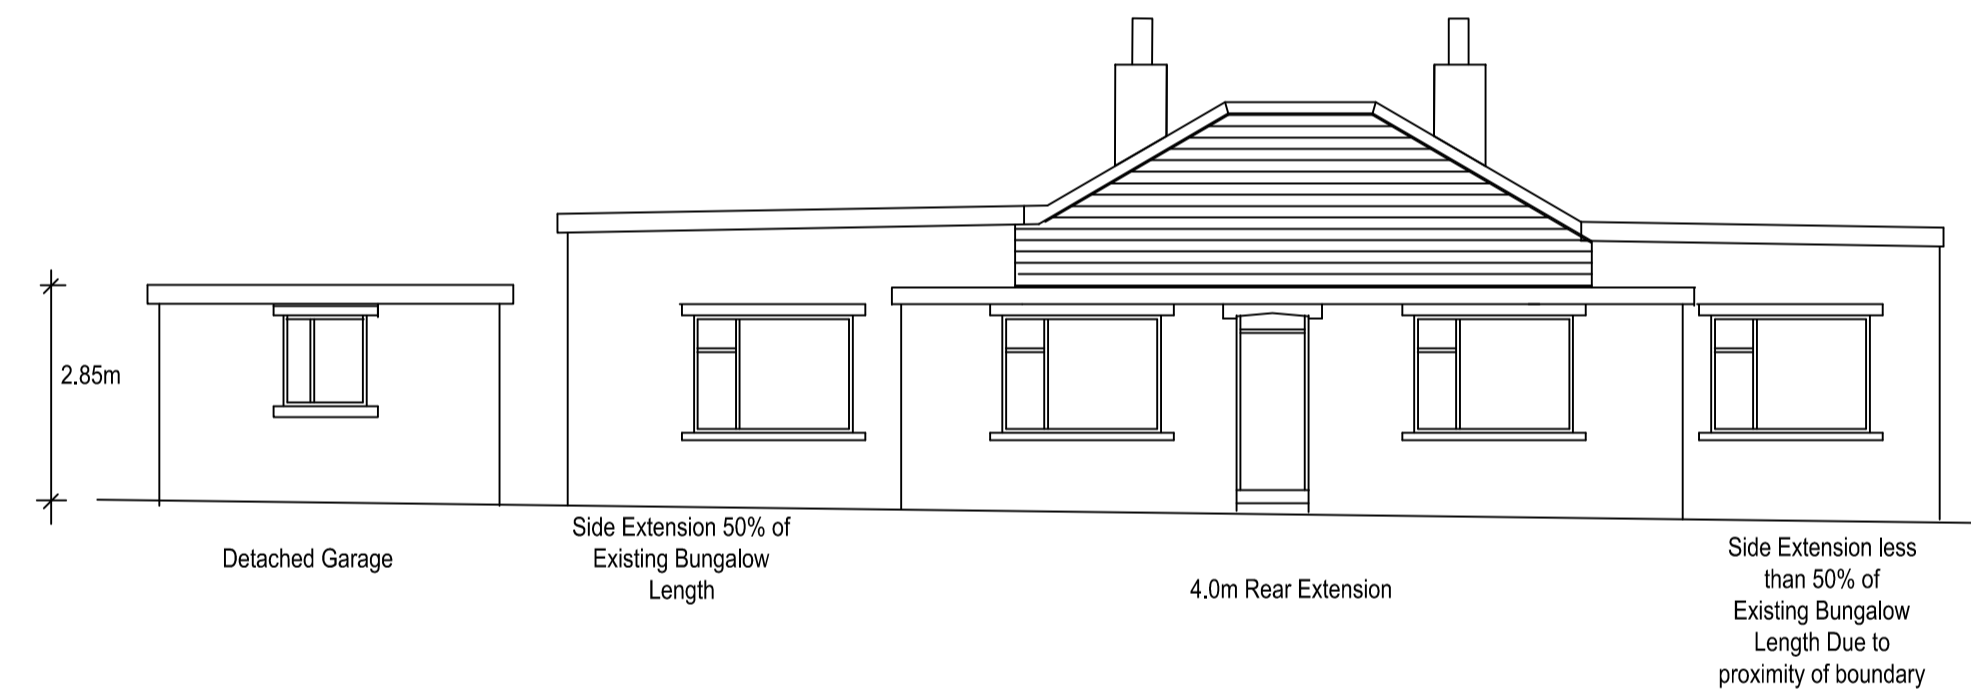 2.85m
Detached Garage
Side Extension 50% of
Existing Bungalow
Length
4.0m Rear Extension
Side Extension less
than 50% of
Existing Bungalow
Length Due to
proximity of boundary